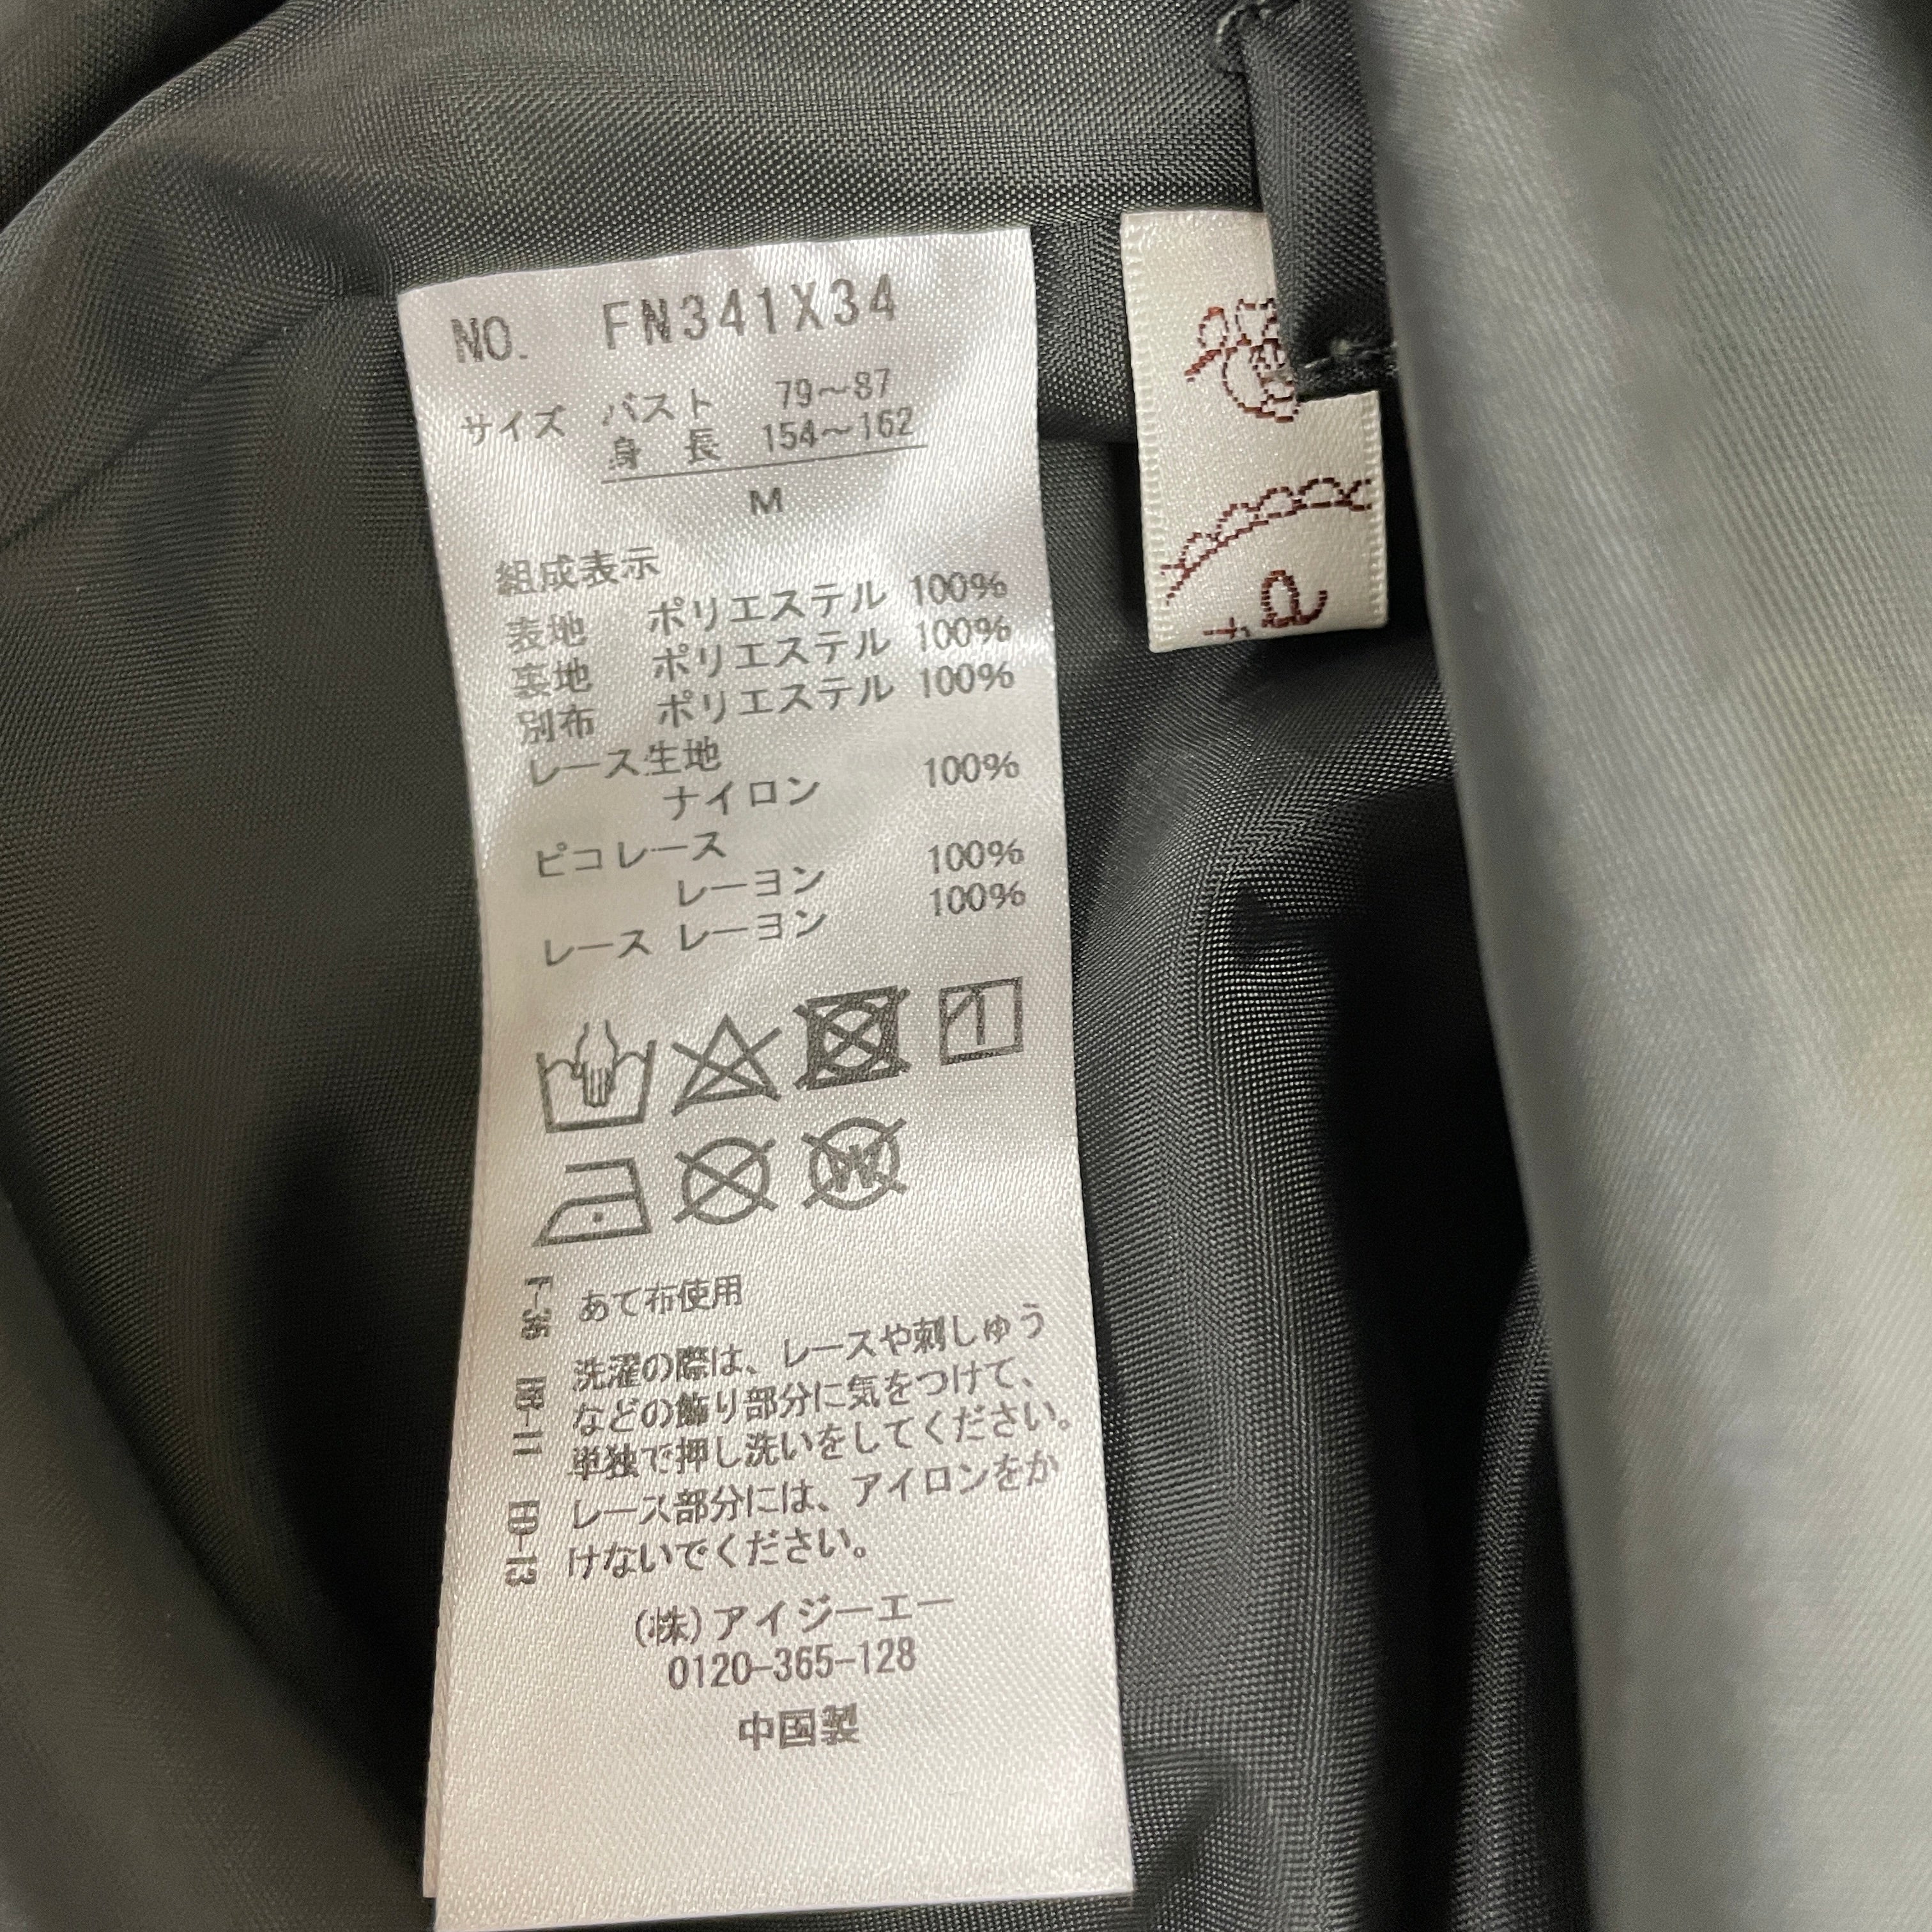 NO. FN341X34
サイズ バスト 79～87
身長 154～162
M
組成表示
表地 ポリエステル 100%
裏地 ポリエステル 100%
別布 ポリエステル 100%
レース生地
ナイロン 100%
ピコレース
レーヨン 100%
レース レーヨン 100%
W
あて布使用
洗濯の際は、レースや刺しゅう
などの飾り部分に気をつけて、
単独で押し洗いをしてください。
レース部分には、アイロンをか
けないでください。
(株)アイジーエー
0120-365-128
中国製